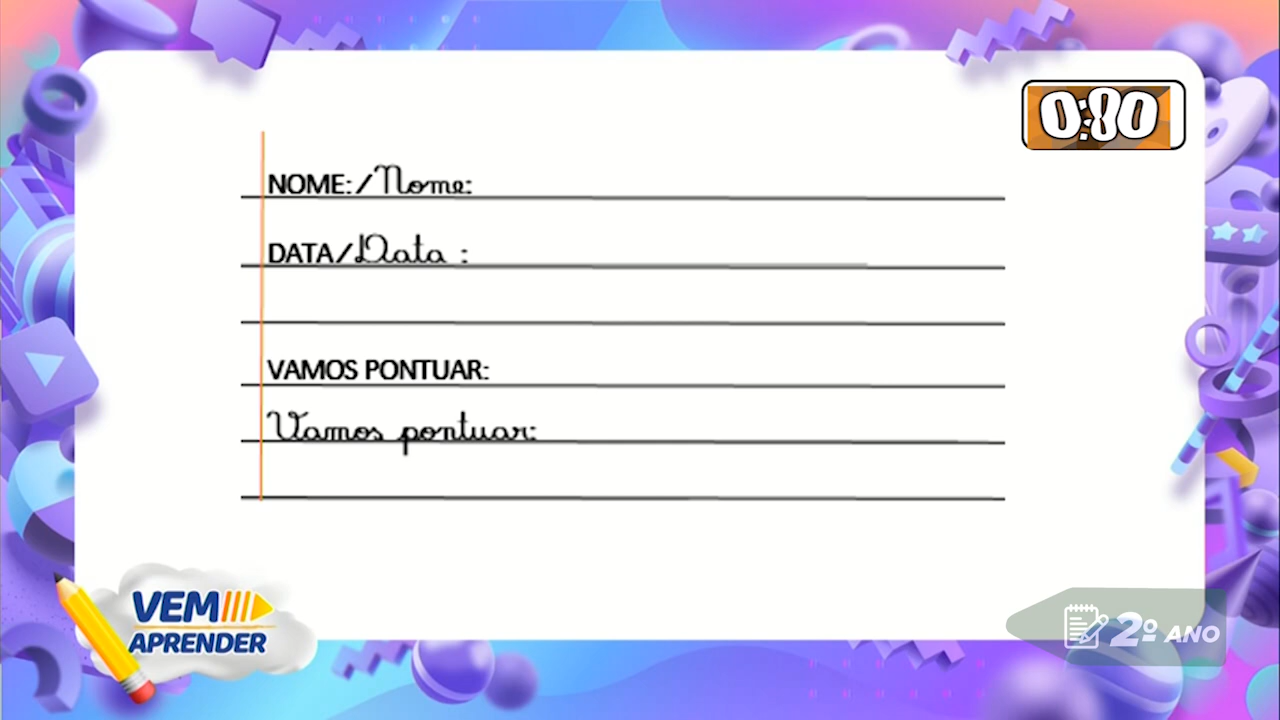 0:80
NOME:/Nome:
DATA/Data :
VAMOS PONTUAR:
Vamos pontuar:
VEM
APRENDER
2º ANO